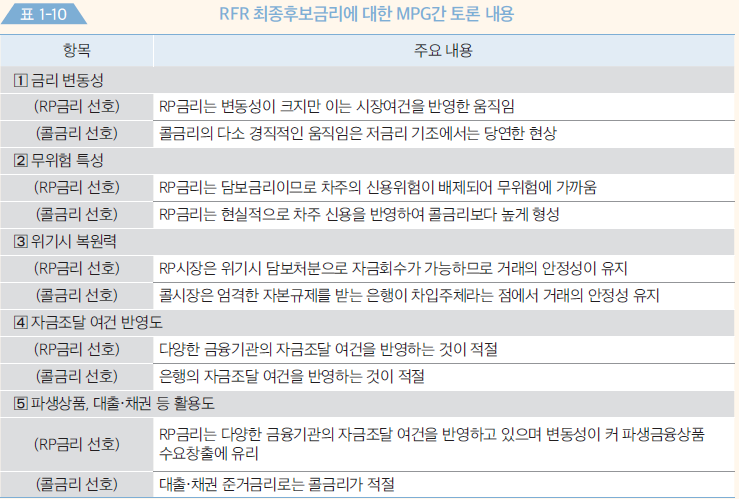 표 1-10
RFR 최종후보금리에 대한 MPG간 토론 내용
항목
주요 내용
1 금리 변동성
(RP금리 선호)
RP금리는 변동성이 크지만 이는 시장여건을 반영한 움직임
(콜금리 선호)
콜금리의 다소 경직적인 움직임은 저금리 기조에서는 당연한 현상
2 무위험 특성
(RP금리 선호)
RP금리는 담보금리이므로 차주의 신용위험이 배제되어 무위험에 가까움
(콜금리 선호)
RP금리는 현실적으로 차주 신용을 반영하여 콜금리보다 높게 형성
3 위기시 복원력
(RP금리 선호)
RP시장은 위기시 담보처분으로 자금회수가 가능하므로 거래의 안정성이 유지
(콜금리 선호)
콜시장은 엄격한 자본규제를 받는 은행이 차입주체라는 점에서 거래의 안정성 유지
4 자금조달 여건 반영도
(RP금리 선호)
다양한 금융기관의 자금조달 여건을 반영하는 것이 적절
(콜금리 선호)
은행의 자금조달 여건을 반영하는 것이 적절
5 파생상품, 대출·채권 등 활용도
(RP금리 선호)
RP금리는 다양한 금융기관의 자금조달 여건을 반영하고 있으며 변동성이 커 파생금융상품
수요창출에 유리
(콜금리 선호)
대출·채권 준거금리로는 콜금리가 적절